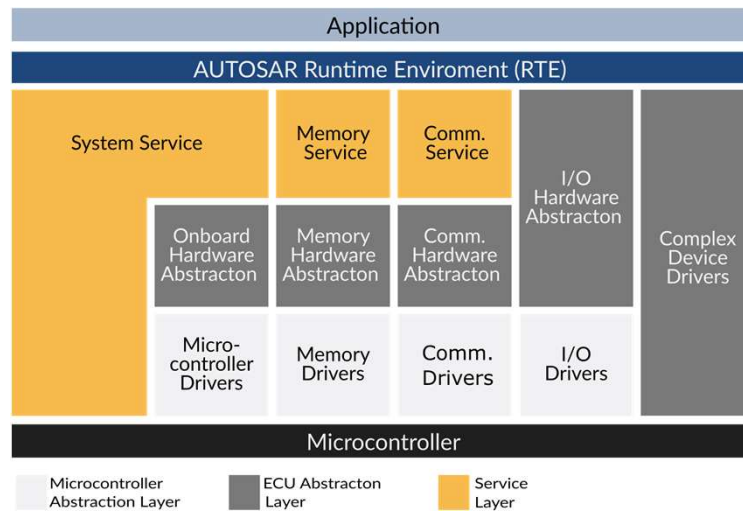 Application
AUTOSAR Runtime Enviroment (RTE)
System Service
Memory
Service
Comm.
Service
I/O
Hardware
Abstracton
Complex
Device
Drivers
Onboard
Hardware
Abstracton
Memory
Hardware
Abstracton
Comm.
Hardware
Abstracton
Micro-
controller
Drivers
Memory
Drivers
Comm.
Drivers
I/O
Drivers
Microcontroller
Microcontroller
Abstraction Layer
ECU Abstracton
Layer
Service
Layer